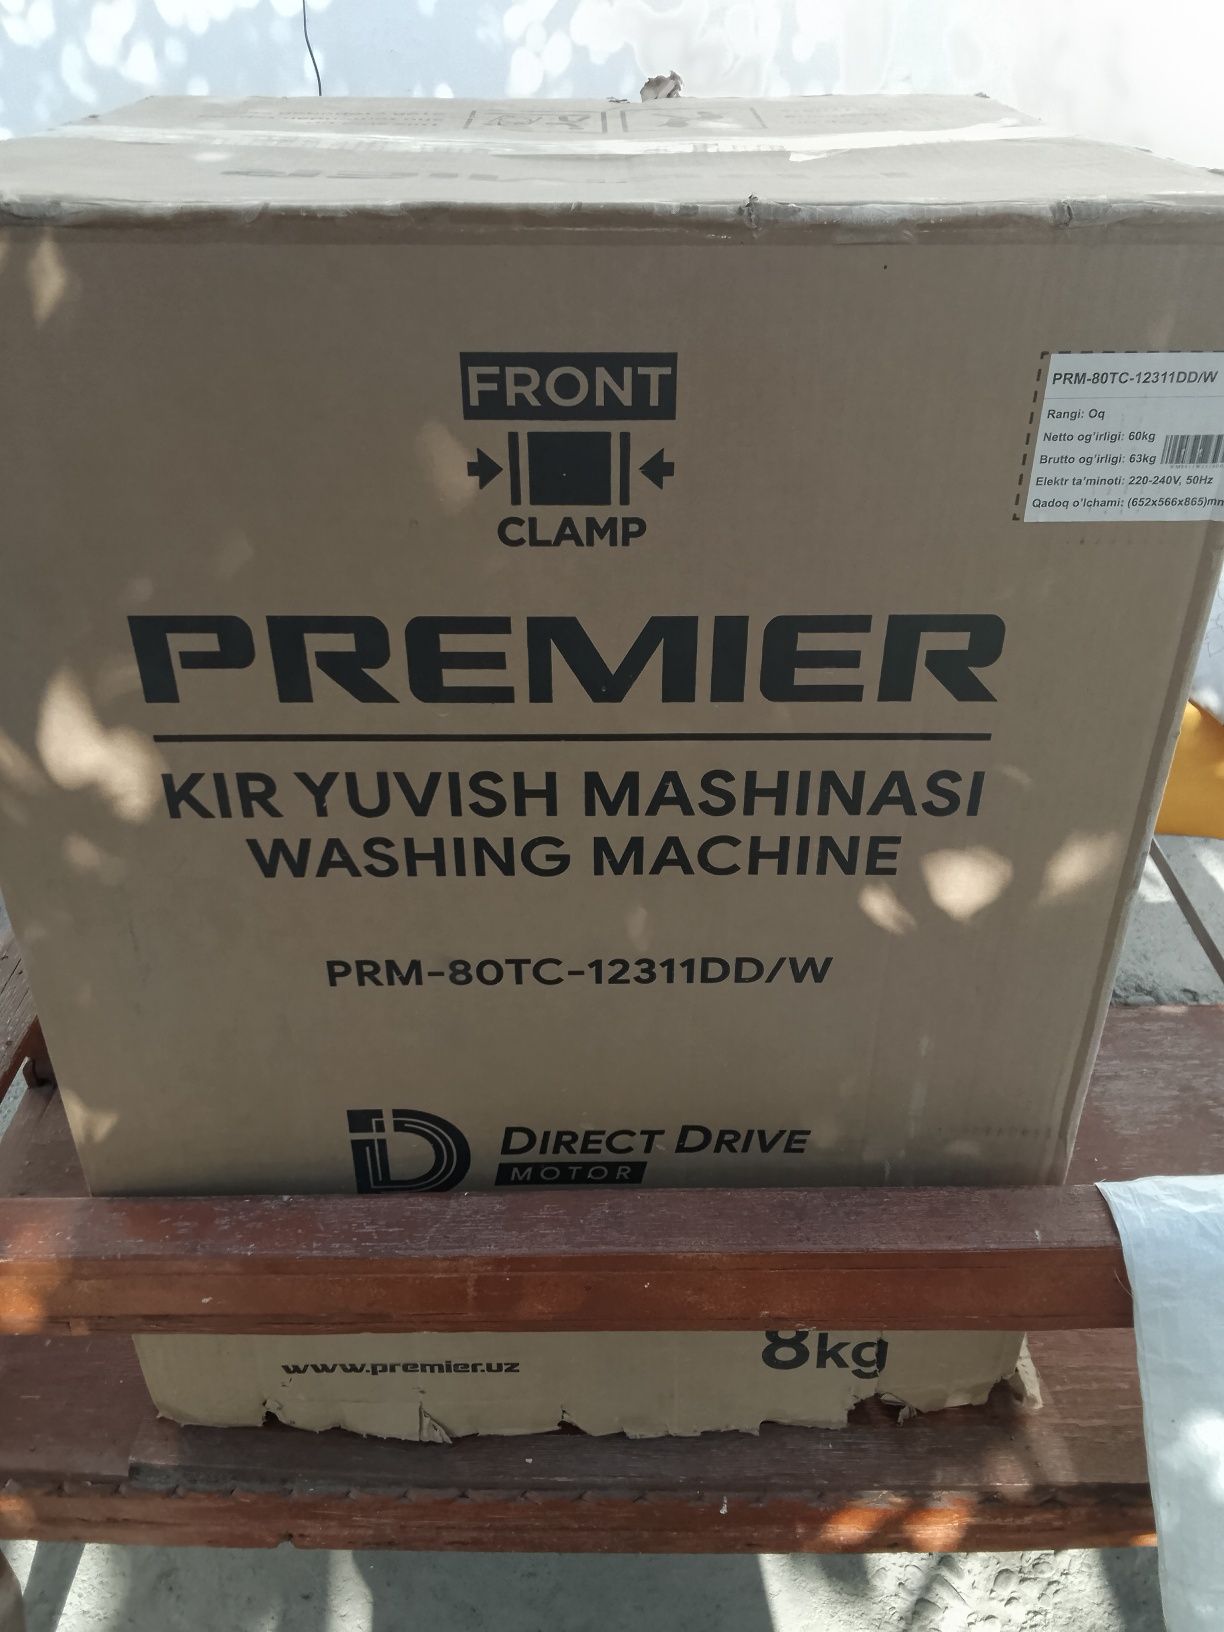 FRONT
CLAMP
PRM-80TC-12311DD/W
Rangi: Oq
Netto og'irligi: 60kg
Brutto og'irligi: 63kg
Elektr ta'minoti: 220-240V, 50Hz
Qadoq o'lchami: (652x566x865)mm
PREMIER
KIR YUVISH MASHINASI
WASHING MACHINE
PRM-80TC-12311DD/W
DIRECT DRIVE
MOTOR
www.premier.uz
8kg